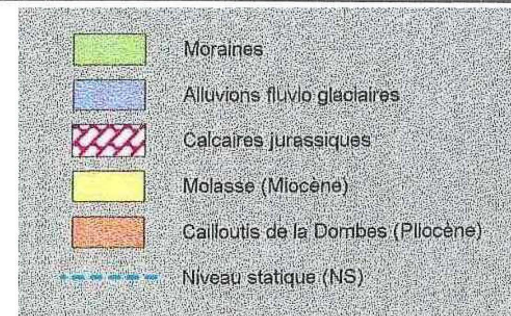 Moraines
Alluvions fluvio glaciaires
Calcaires jurassiques
Molasse (Miocène)
Cailloutis de la Dombes (Pliocène)
Niveau statique (NS)